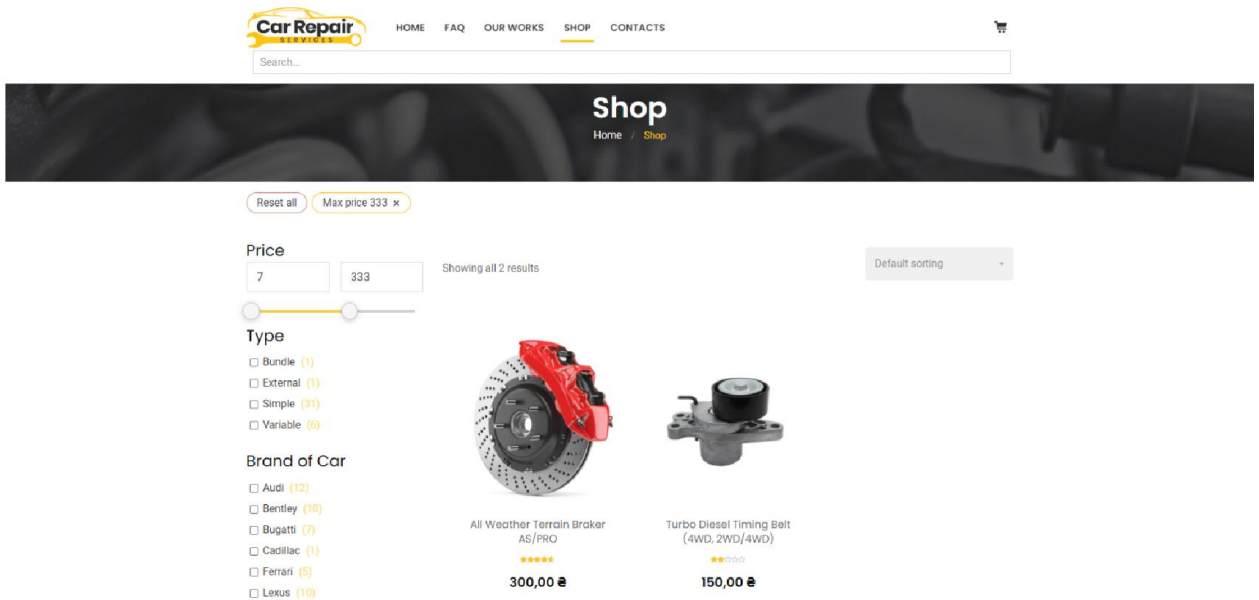 Car Repair
SERVICES
HOME FAQ OUR WORKS SHOP CONTACTS
Search...
Shop
Home / Shop
Reset all Max price 333 ×
Price
7 333
Showing all 2 results
Default sorting
Type
Bundle (1)
External (1)
Simple (31)
Variable (6)
Brand of Car
Audi (12)
Bentley (10)
Bugatti (7)
Cadillac (1)
Ferrari (5)
Lexus (10)
All Weather Terrain Braker
AS/PRO
300,00 ₴
Turbo Diesel Timing Belt
(4WD, 2WD/4WD)
150,00 ₴